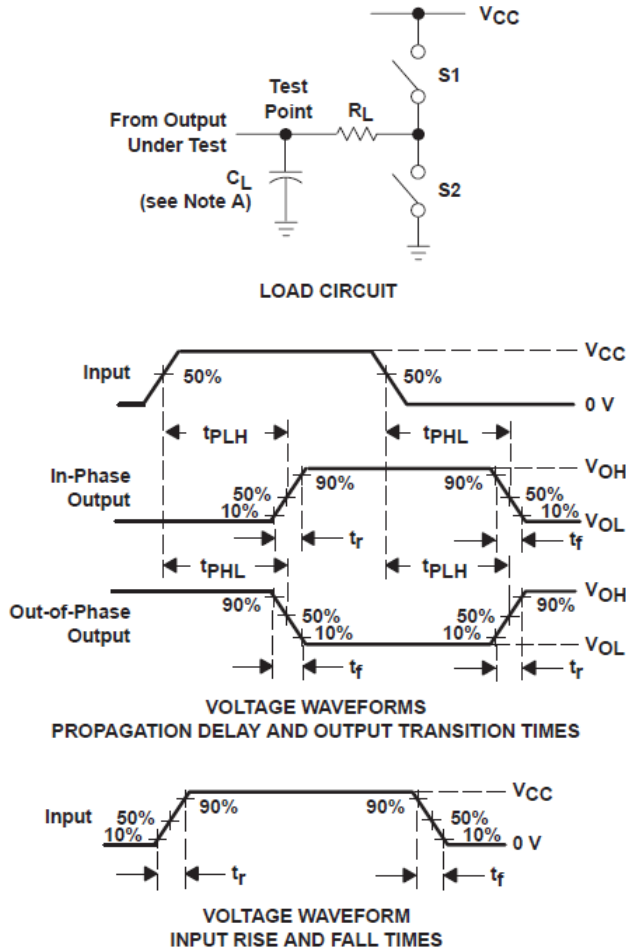 VCC
S1
Test
Point
RL
From Output
Under Test
CL
(see Note A)
S2
LOAD CIRCUIT
VCC
Input
50%
50%
0 V
tPLH
tPHL
In-Phase
Output
VOH
90%
90%
50%
50%
10%
10%
VOL
tr
tf
tPHL
tPLH
Out-of-Phase
Output
VOH
90%
90%
50%
50%
10%
10%
VOL
tf
tr
VOLTAGE WAVEFORMS
PROPAGATION DELAY AND OUTPUT TRANSITION TIMES
VCC
Input
90%
90%
50%
50%
10%
10%
0 V
tr
tf
VOLTAGE WAVEFORM
INPUT RISE AND FALL TIMES